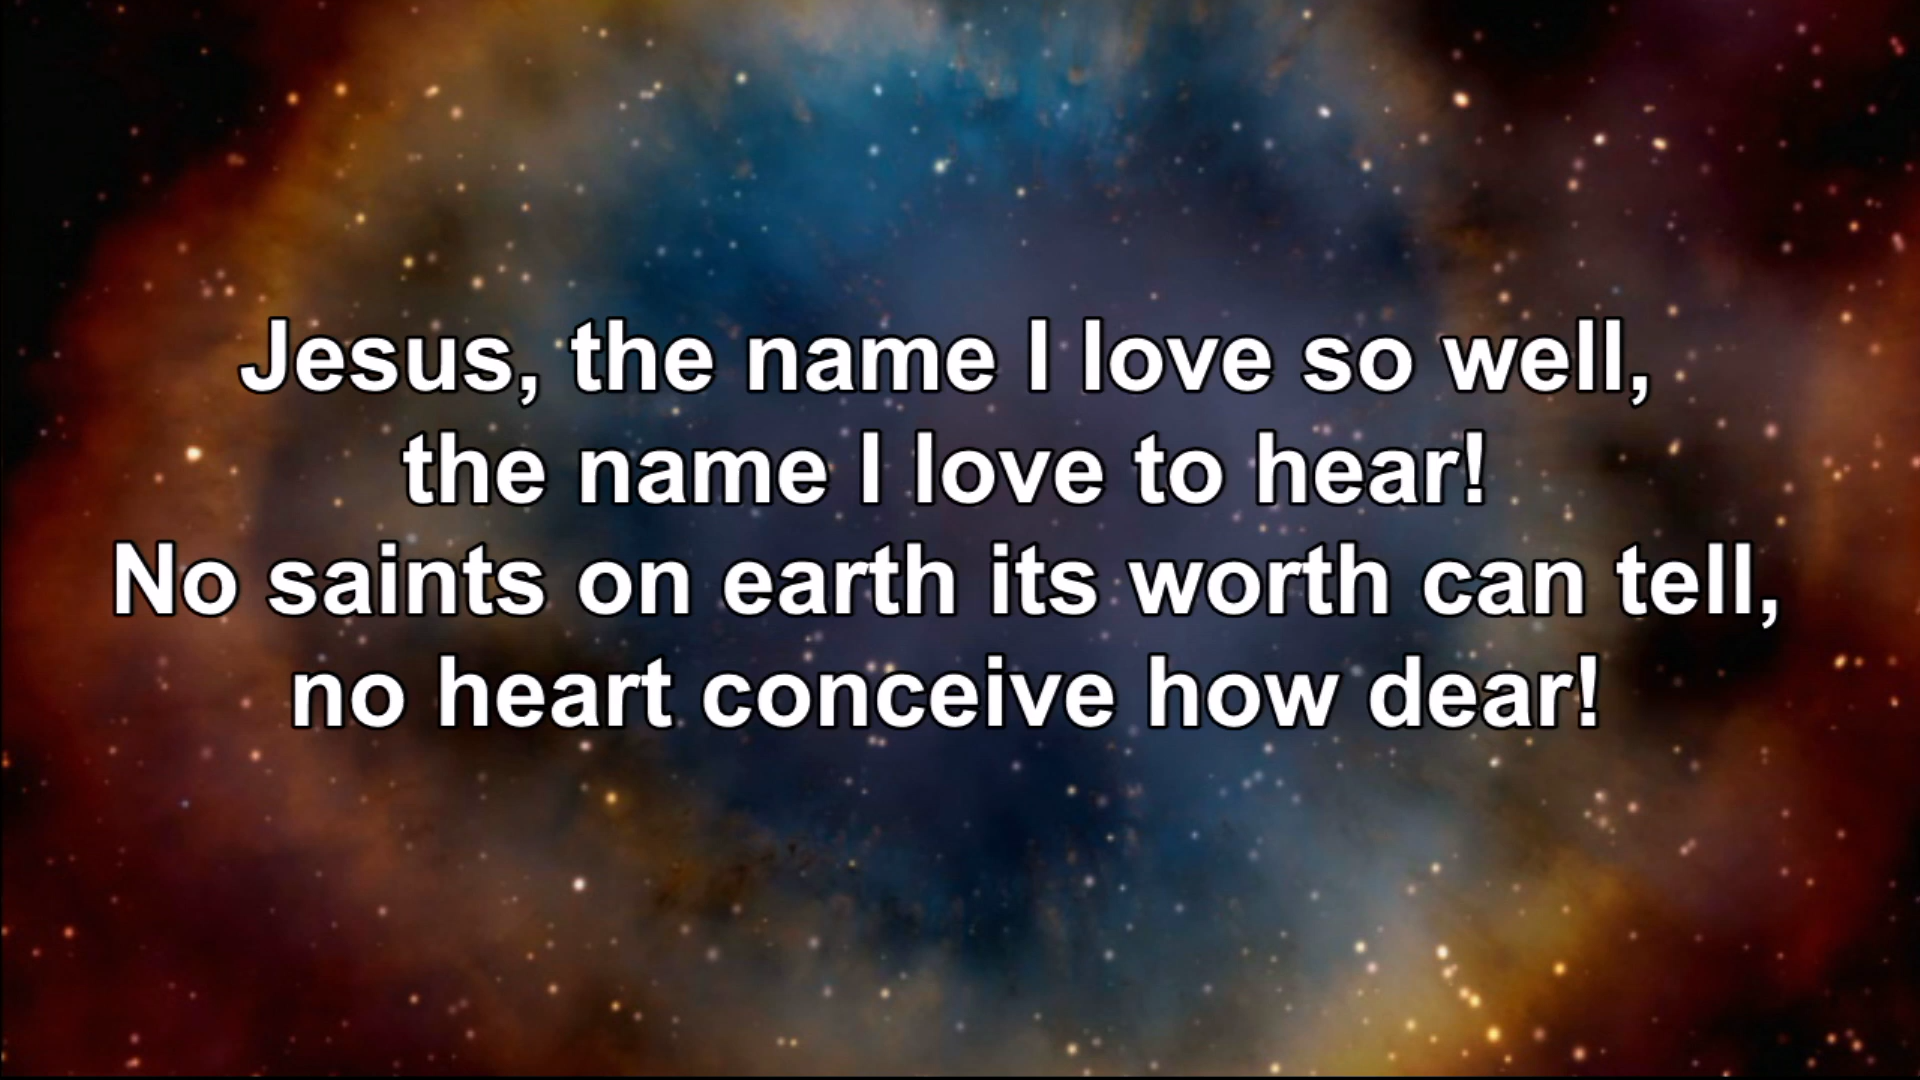 Jesus, the name I love so well,
the name I love to hear!
No saints on earth its worth can tell,
no heart conceive how dear!